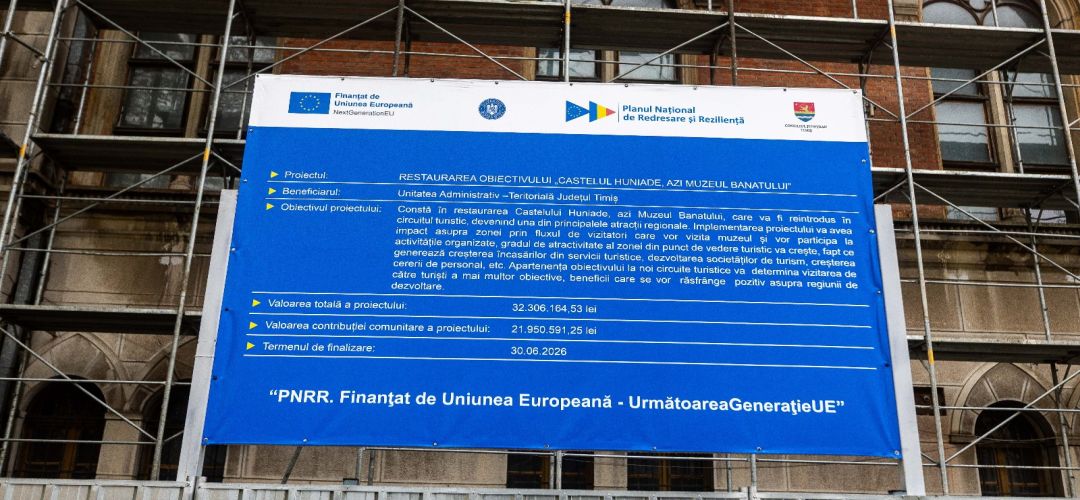 Finanțat de
Uniunea Europeană
NextGenerationEU
Planul Național
de Redresare și Reziliență
CONSILIUL JUDEȚEAN
TIMIȘ
Proiectul: RESTAURAREA OBIECTIVULUI „CASTELUL HUNIADE, AZI MUZEUL BANATULUI"
Beneficiarul: Unitatea Administrativ –Teritorială Județul Timiș
Obiectivul proiectului: Constă în restaurarea Castelului Huniade, azi Muzeul Banatului, care va fi reintrodus în
circuitul turistic, devenind una din principalele atracții regionale. Implementarea proiectului va avea
impact asupra zonei prin fluxul de vizitatori care vor vizita muzeul și vor participa la
activitățile organizate, gradul de atractivitate al zonei din punct de vedere turistic va crește, fapt ce
generează creșterea încasărilor din servicii turistice, dezvoltarea societăților de turism, creșterea
cererii de personal, etc. Apartenența obiectivului la noi circuite turistice va determina vizitarea de
către turiști a mai multor obiective, beneficii care se vor răsfrânge pozitiv asupra regiunii de
dezvoltare.
Valoarea totală a proiectului: 32.306.164,53 lei
Valoarea contribuției comunitare a proiectului: 21.950.591,25 lei
Termenul de finalizare: 30.06.2026
"PNRR. Finanţat de Uniunea Europeană - UrmătoareaGeneraţieUE"